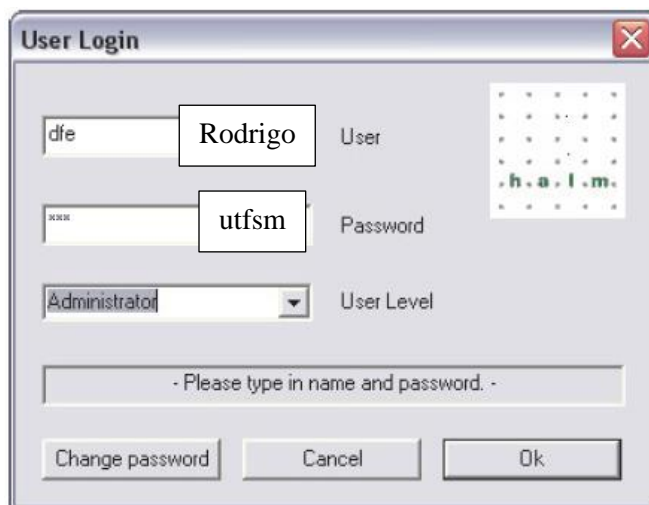 User Login
dfe
Rodrigo
User
.h.a.l.m.
xxx
utfsm
Password
Administrator
User Level
- Please type in name and password. -
Change password
Cancel
Ok